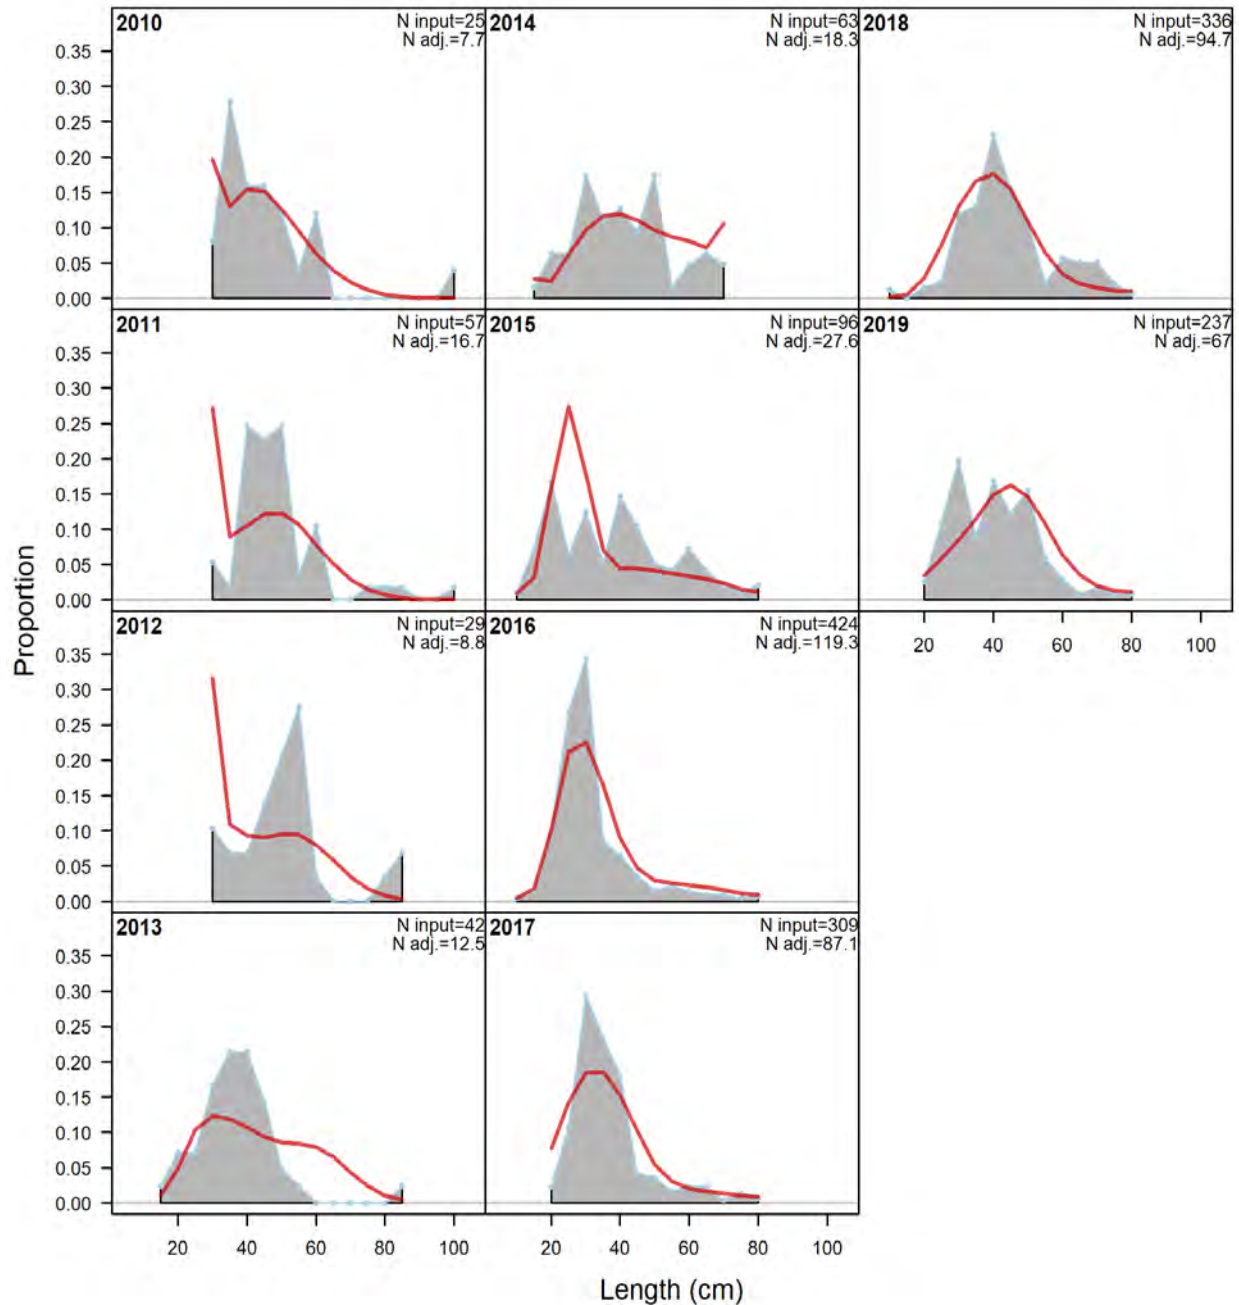 2010
N input=25
N adj.=7.7
2014
N input=63
N adj.=18.3
2018
N input=336
N adj.=94.7
0.35
0.30
0.25
0.20
0.15
0.10
0.05
0.00
2011
N input=57
N adj.=16.7
2015
N input=96
N adj.=27.6
2019
N input=237
N adj.=67
0.35
0.30
0.25
0.20
0.15
0.10
0.05
0.00
20 40 60 80 100
2012
N input=29
N adj.=8.8
2016
N input=424
N adj.=119.3
0.35
0.30
0.25
0.20
0.15
0.10
0.05
0.00
2013
N input=42
N adj.=12.5
2017
N input=309
N adj.=87.1
0.35
0.30
0.25
0.20
0.15
0.10
0.05
0.00
20 40 60 80 100
20 40 60 80 100
Proportion
Length (cm)